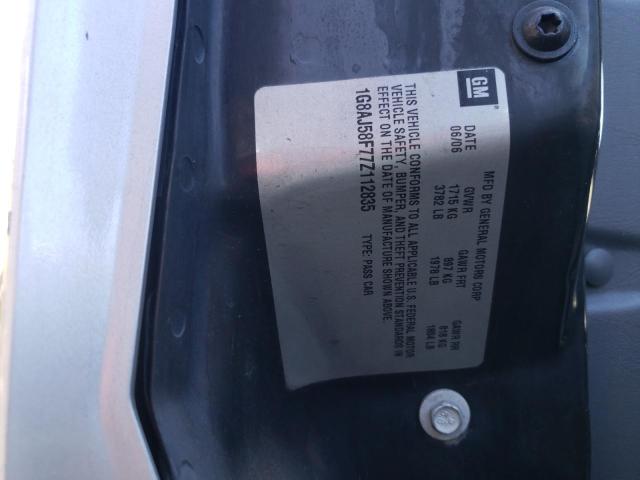 GM
MFD BY GENERAL MOTORS CORP
DATE GVWR GAWR FRT GAWR RR
06/06 1715 KG 897 KG 818 KG
3782 LB 1978 LB 1804 LB
THIS VEHICLE CONFORMS TO ALL APPLICABLE U.S. FEDERAL MOTOR
VEHICLE SAFETY, BUMPER, AND THEFT PREVENTION STANDARDS IN
EFFECT ON THE DATE OF MANUFACTURE SHOWN ABOVE.
1G8AJ58F77Z112835 TYPE: PASS CAR